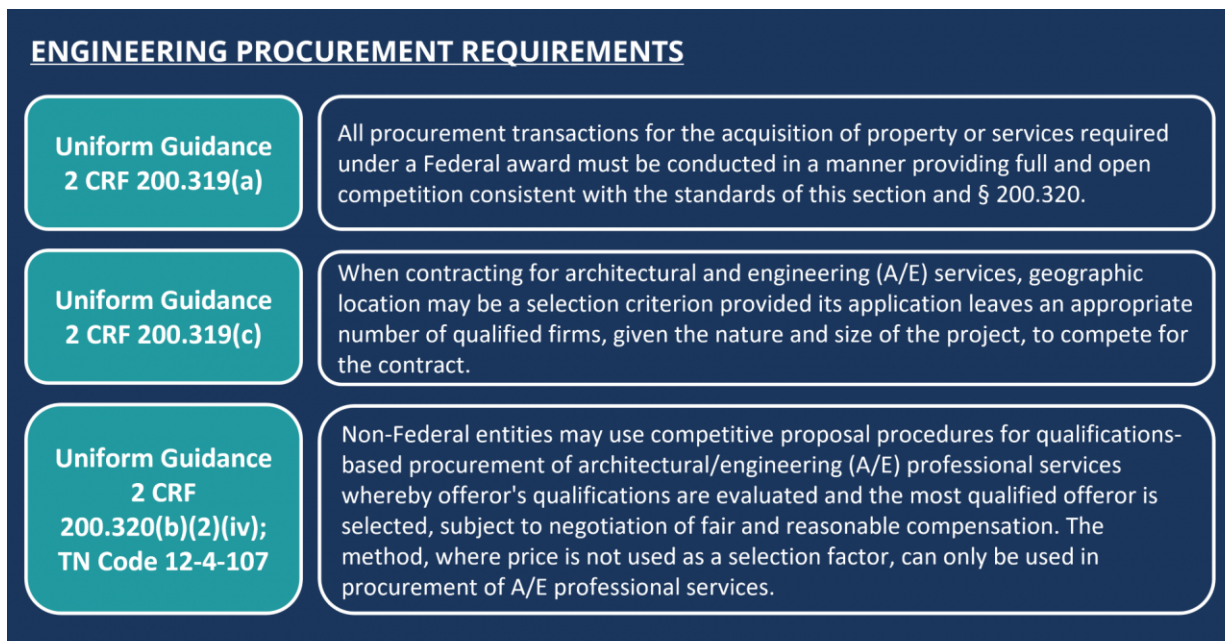 ENGINEERING PROCUREMENT REQUIREMENTS
Uniform Guidance
2 CRF 200.319(a)
All procurement transactions for the acquisition of property or services required
under a Federal award must be conducted in a manner providing full and open
competition consistent with the standards of this section and § 200.320.
Uniform Guidance
2 CRF 200.319(c)
When contracting for architectural and engineering (A/E) services, geographic
location may be a selection criterion provided its application leaves an appropriate
number of qualified firms, given the nature and size of the project, to compete for
the contract.
Uniform Guidance
2 CRF
200.320(b)(2)(iv);
TN Code 12-4-107
Non-Federal entities may use competitive proposal procedures for qualifications-
based procurement of architectural/engineering (A/E) professional services
whereby offeror's qualifications are evaluated and the most qualified offeror is
selected, subject to negotiation of fair and reasonable compensation. The
method, where price is not used as a selection factor, can only be used in
procurement of A/E professional services.